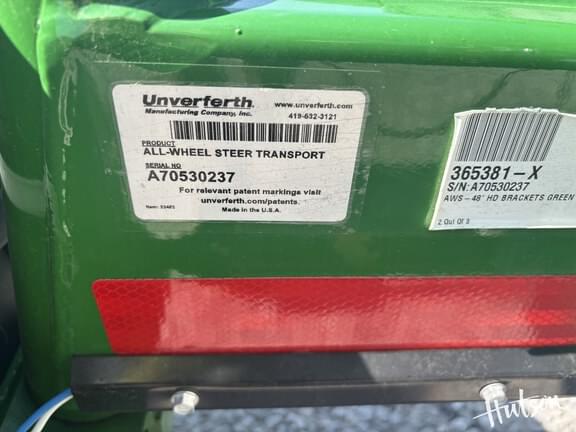 Unverferth
Manufacturing Company, Inc.
www.unverferth.com
419-532-3121
PRODUCT
ALL-WHEEL STEER TRANSPORT
SERIAL NO
A70530237
For relevant patent markings visit
unverferth.com/patents.
Made in the U.S.A.
365381-X
S/N:A70530237
AWS-48' HD BRACKETS GREEN
2 Out Of 3
Hutson